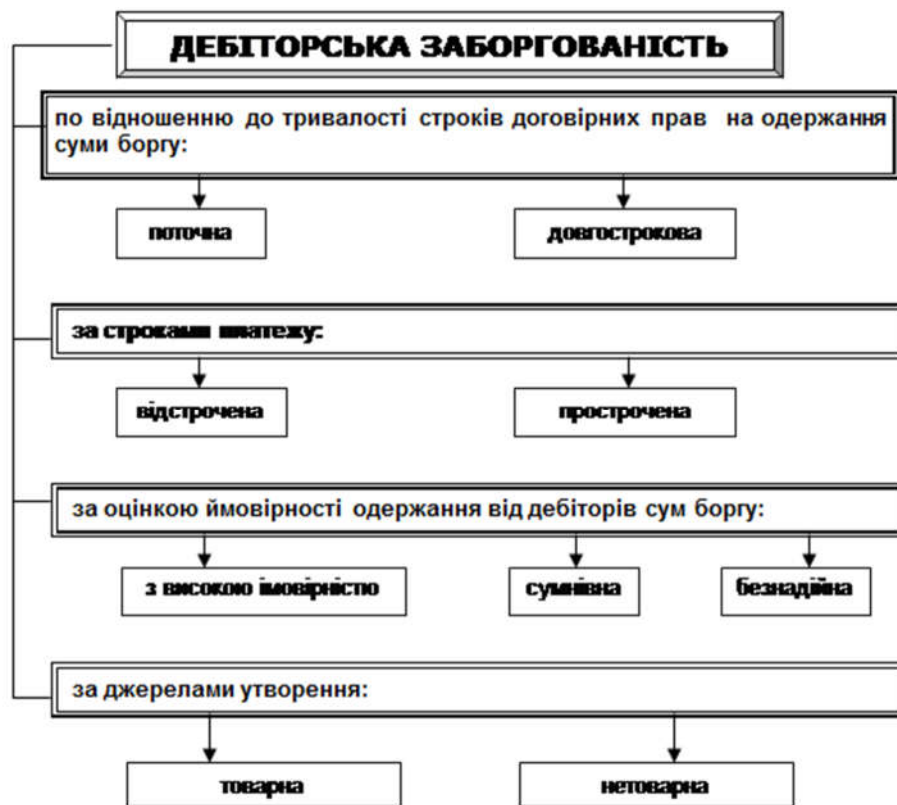 ДЕБІТОРСЬКА ЗАБОРГОВАНІСТЬ
по відношенню до тривалості строків договірних прав на одержання
суми боргу:
поточна
довгострокова
за строками платежу:
відстрочена
прострочена
за оцінкою ймовірності одержання від дебіторів сум боргу:
з високою імовірністю
сумнівна
безнадійна
за джерелами утворення:
товарна
нетоварна